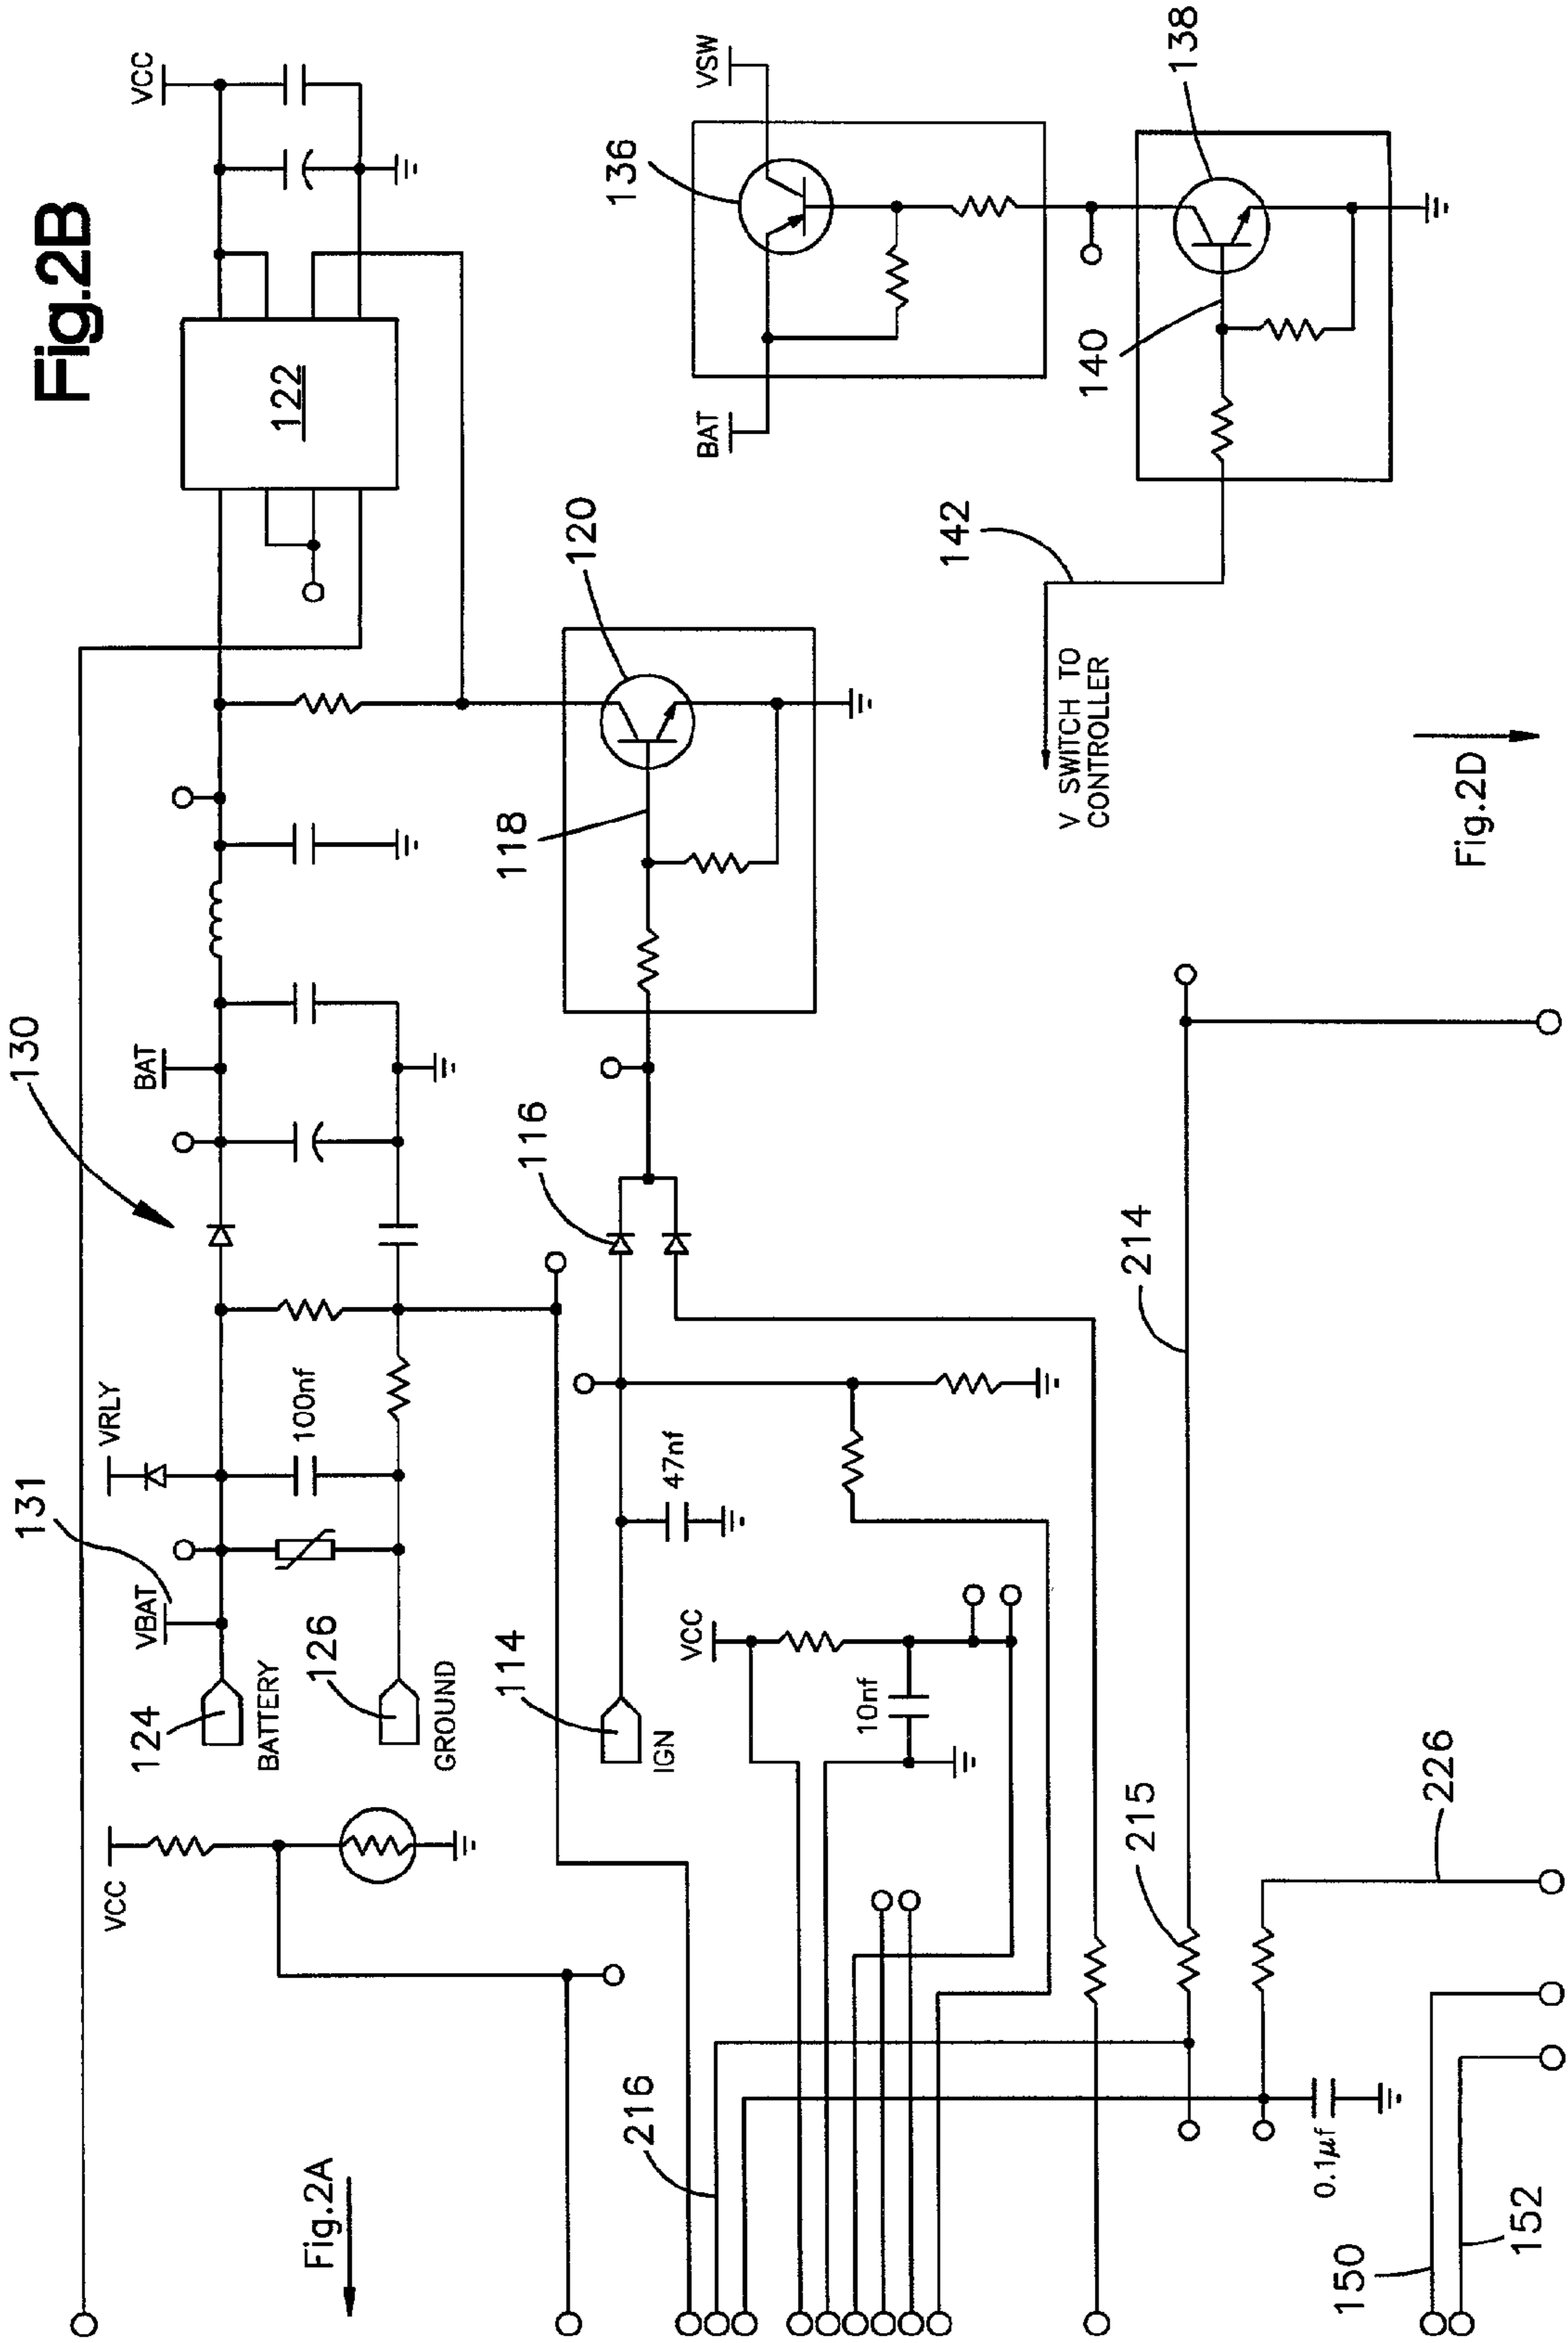 Fig.2B
VCC
122
130
BAT
131
VRLY
VBAT
100nf
124
BATTERY
126
GROUND
VCC
Fig.2A
136
VSW
BAT
138
140
142
V SWITCH TO
CONTROLLER
Fig.2D
120
118
116
114
IGN
47nf
VCC
10nf
214
215
216
226
0.1µf
150
152